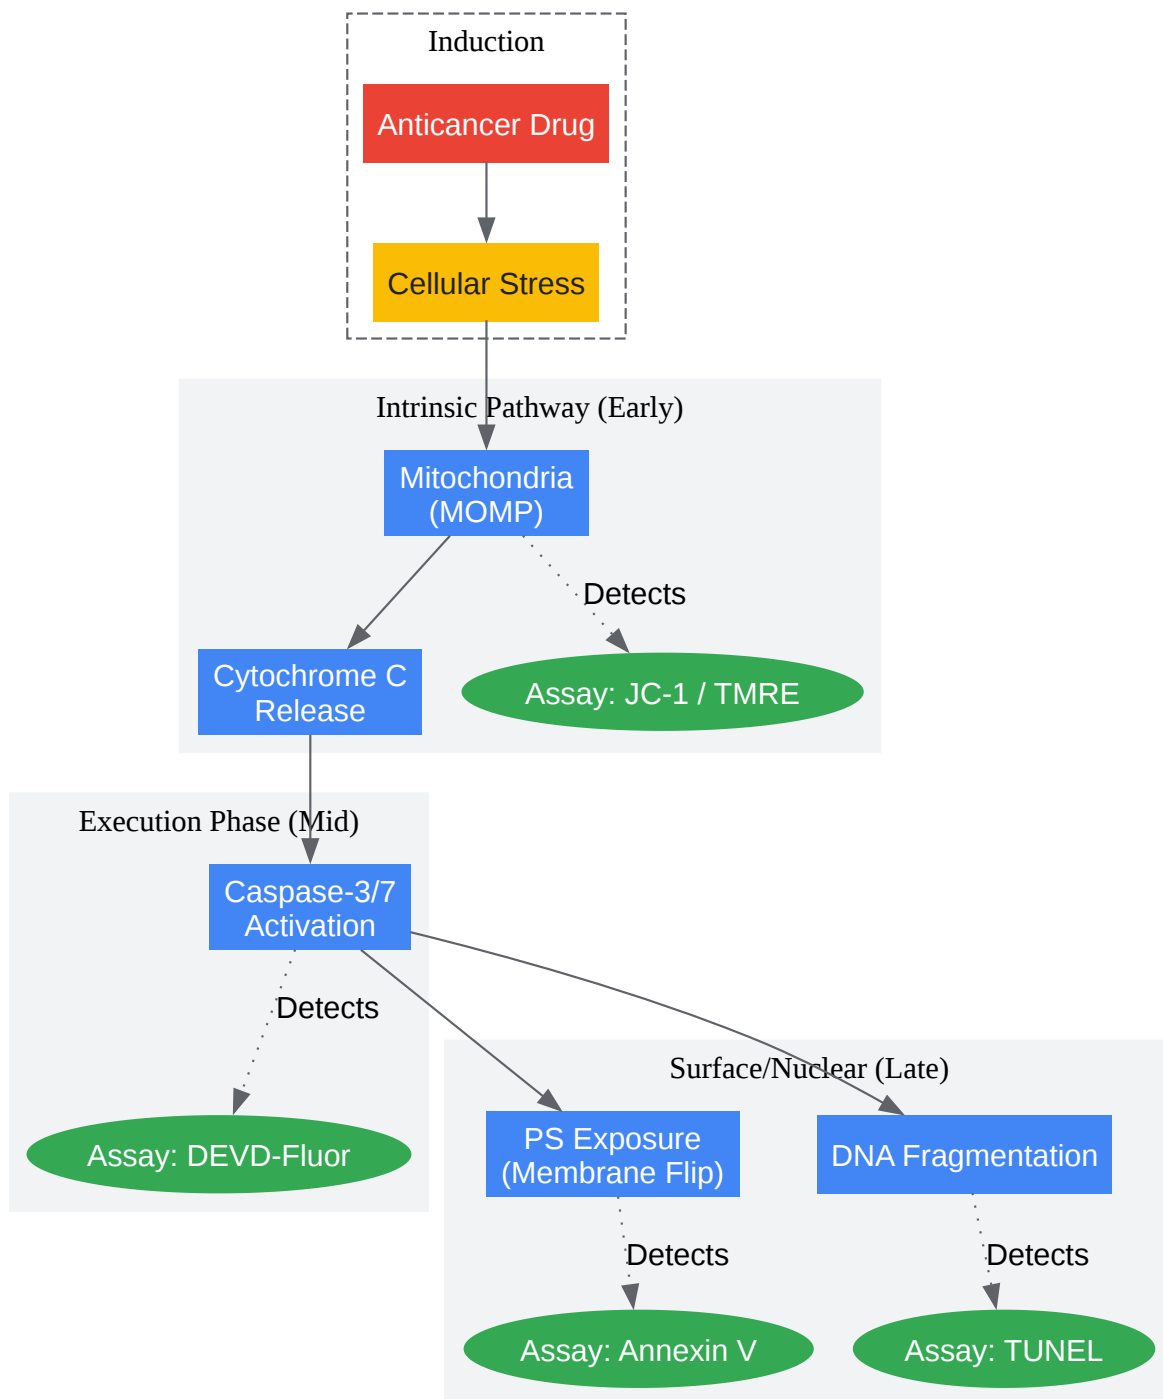 Induction
Anticancer Drug
Cellular Stress
Intrinsic Pathway (Early)
Mitochondria
(MOMP)
Detects
Cytochrome C
Release
Assay: JC-1 / TMRE
Execution Phase (Mid)
Caspase-3/7
Activation
Detects
Assay: DEVD-Fluor
Surface/Nuclear (Late)
PS Exposure
(Membrane Flip)
DNA Fragmentation
Detects
Detects
Assay: Annexin V
Assay: TUNEL